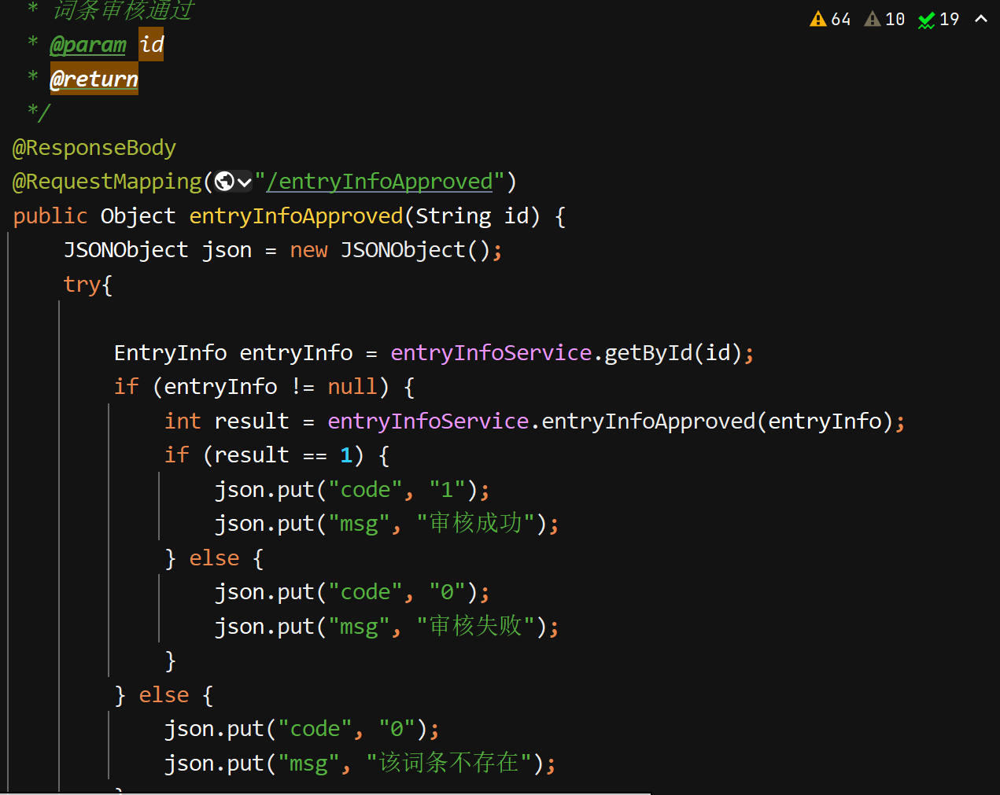 * 词条审核通过
* @param id
* @return
*/
@ResponseBody
@RequestMapping("/entryInfoApproved")
public Object entryInfoApproved(String id) {
JSONObject json = new JSONObject();
try{
EntryInfo entryInfo = entryInfoService.getById(id);
if (entryInfo != null) {
int result = entryInfoService.entryInfoApproved(entryInfo);
if (result == 1) {
json.put("code", "1");
json.put("msg", "审核成功");
} else {
json.put("code", "0");
json.put("msg", "审核失败");
}
} else {
json.put("code", "0");
json.put("msg", "该词条不存在");
}
64 10 19